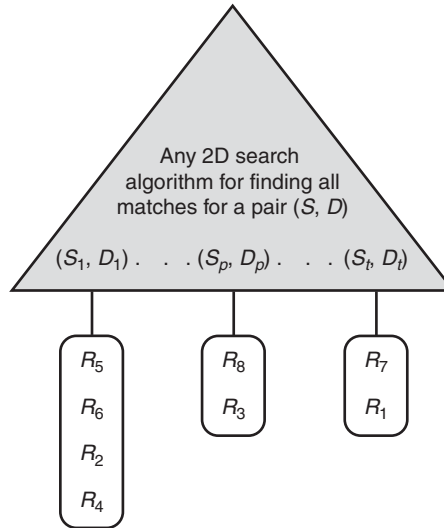 Any 2D search
algorithm for finding all
matches for a pair (S, D)
(S₁, D₁) . . . (Sₚ, Dₚ) . . . (Sₜ, Dₜ)
R₅ R₈ R₇
R₆ R₃ R₁
R₂
R₄